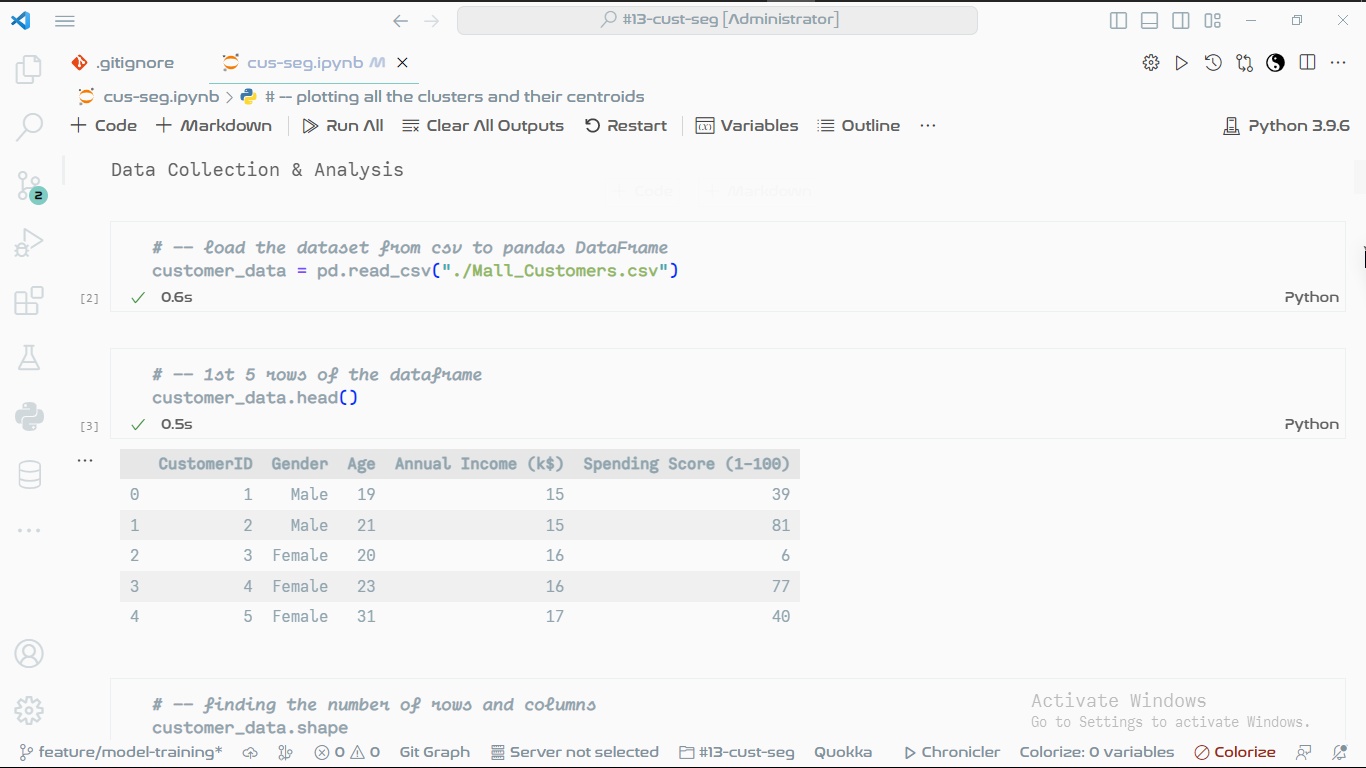 #13-cust-seg [Administrator]
.gitignore
cus-seg.ipynb M
cus-seg.ipynb > # -- plotting all the clusters and their centroids
+ Code + Markdown Run All Clear All Outputs Restart Variables Outline ... Python 3.9.6
Data Collection & Analysis
+ Code + Markdown
2
# -- load the dataset from csv to pandas DataFrame
customer_data = pd.read_csv("./Mall_Customers.csv")
[2] 0.6s Python
# -- 1st 5 rows of the dataframe
customer_data.head()
[3] 0.5s Python
CustomerID Gender Age Annual Income (k$) Spending Score (1-100)
0 1 Male 19 15 39
1 2 Male 21 15 81
2 3 Female 20 16 6
3 4 Female 23 16 77
4 5 Female 31 17 40
# -- finding the number of rows and columns
customer_data.shape
Activate Windows
Go to Settings to activate Windows.
feature/model-training* 0 0 Git Graph Server not selected #13-cust-seg Quokka Chronicler Colorize: 0 variables Colorize